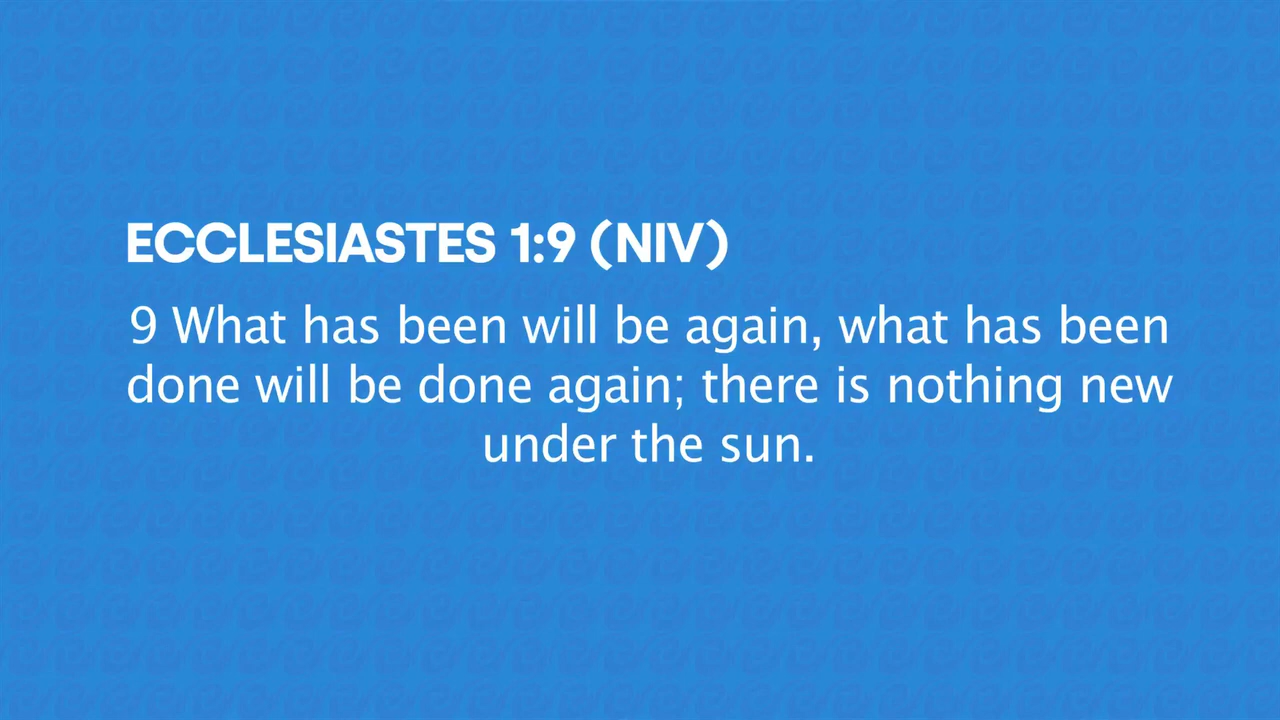 ECCLESIASTES 1:9 (NIV)
9 What has been will be again, what has been
done will be done again; there is nothing new
under the sun.